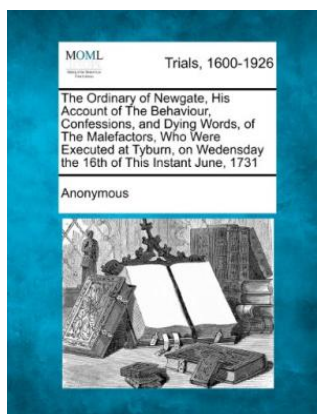 MOML
Trials, 1600-1926
The Ordinary of Newgate, His
Account of The Behaviour,
Confessions, and Dying Words, of
The Malefactors, Who Were
Executed at Tyburn, on Wedensday
the 16th of This Instant June, 1731
Anonymous